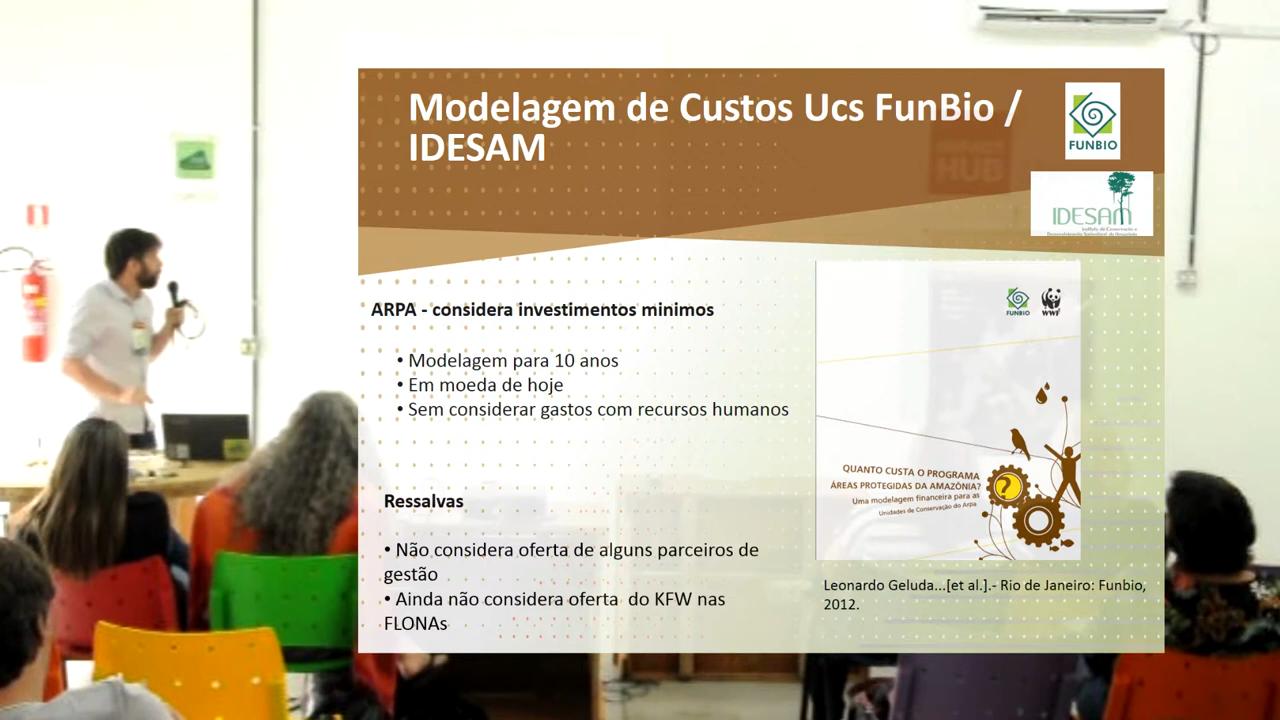 Modelagem de Custos Ucs FunBio /
IDESAM
FUNBIO
HUB
IDESAM
ARPA - considera investimentos minimos
• Modelagem para 10 anos
• Em moeda de hoje
• Sem considerar gastos com recursos humanos
FUNBIO
WWF
QUANTO CUSTA O PROGRAMA
ÁREAS PROTEGIDAS DA AMAZÔNIA?
Uma modelagem financeira para as
Unidades de Conservação do Arpa
Ressalvas
• Não considera oferta de alguns parceiros de
gestão
• Ainda não considera oferta  do KFW nas
FLONAs
Leonardo Geluda...[et al.].- Rio de Janeiro: Funbio,
2012.